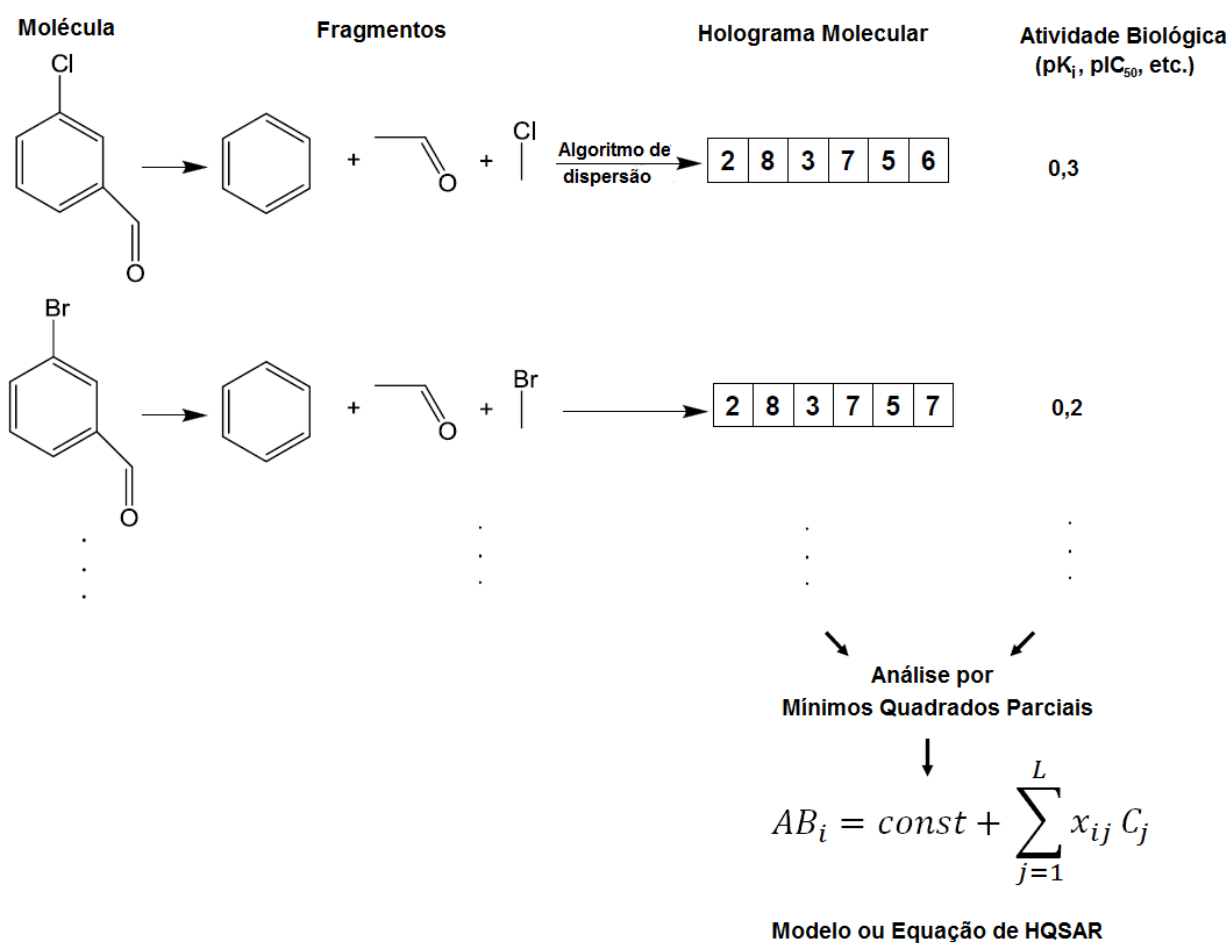 Molécula
Fragmentos
Holograma Molecular
Atividade Biológica
(pKi, pIC50, etc.)
Cl
O
+
O
+
Cl
Algoritmo de
dispersão
2 8 3 7 5 6
0,3
Br
O
+
O
+
Br
2 8 3 7 5 7
0,2
Análise por
Mínimos Quadrados Parciais
ABi = const + ∑ j=1 L xij Cj
Modelo ou Equação de HQSAR